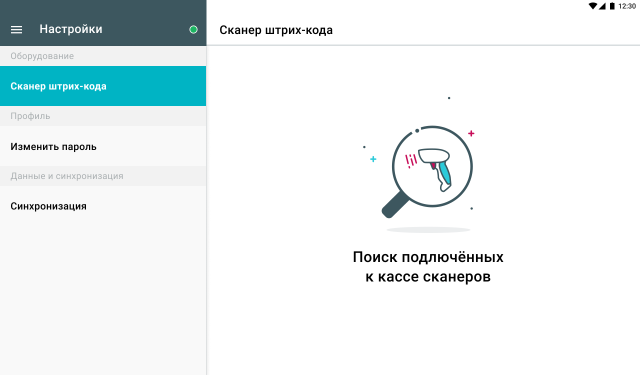 12:30
Настройки
Сканер штрих-кода
Оборудование
Сканер штрих-кода
Профиль
Изменить пароль
Данные и синхронизация
Синхронизация
Поиск подлючённых
к кассе сканеров